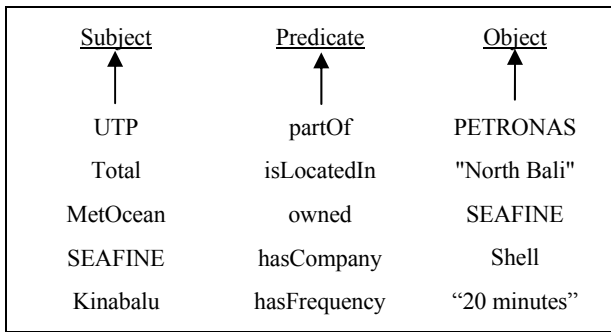 Subject Predicate Object
UTP partOf PETRONAS
Total isLocatedIn "North Bali"
MetOcean owned SEAFINE
SEAFINE hasCompany Shell
Kinabalu hasFrequency “20 minutes”